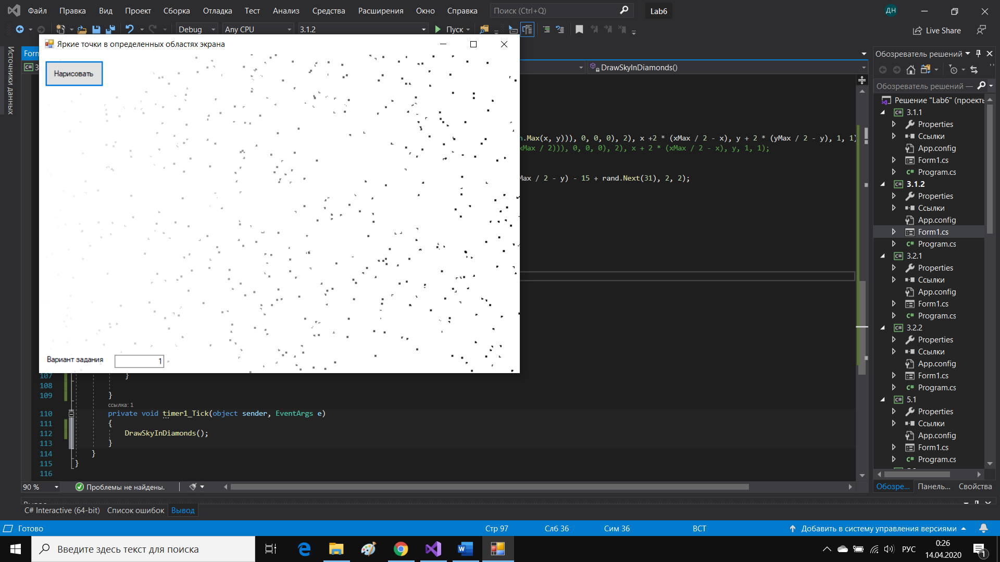 Файл Правка Вид Проект Сборка Отладка Тест Анализ Средства Расширения Окно Справка Поиск (Ctrl+Q) Lab6 ДН
Debug Any CPU 3.1.2 Пуск Live Share
Яркие точки в определенных областях экрана
Источники данных
Form
C# 3
DrawSkyInDiamonds()
Нарисовать
.Max(x, y))), 0, 0, 0), 2), x +2 * (xMax / 2 - x), y + 2 * (yMax / 2 - y), 1, 1)
xMax / 2))), 0, 0, 0), 2), x + 2 * (xMax / 2 - x), y, 1, 1);
Max / 2 - y) - 15 + rand.Next(31), 2, 2);
Вариант задания 1
107 }
108
109 }
ссылка: 1
110 private void timer1_Tick(object sender, EventArgs e)
111 {
112 DrawSkyInDiamonds();
113 }
114 }
115 }
116
90 % Проблемы не найдены.
Обозреватель решений
Обозреватель решений —
Решение "Lab6" (проекть
C# 3.1.1
Properties
Ссылки
App.config
Form1.cs
C# Program.cs
C# 3.1.2
Properties
Ссылки
App.config
Form1.cs
C# Program.cs
C# 3.2.1
Properties
Ссылки
App.config
Form1.cs
C# Program.cs
C# 3.2.2
Properties
Ссылки
App.config
Form1.cs
C# Program.cs
C# 5.1
Properties
Ссылки
App.config
Form1.cs
C# Program.cs
Обозре... Панель... Свойства
C# Interactive (64-bit) Список ошибок Вывод
Готово Стр 97 Слб 36 Сим 36 ВСТ Добавить в систему управления версиями
Введите здесь текст для поиска
РУС
0:26
14.04.2020
1